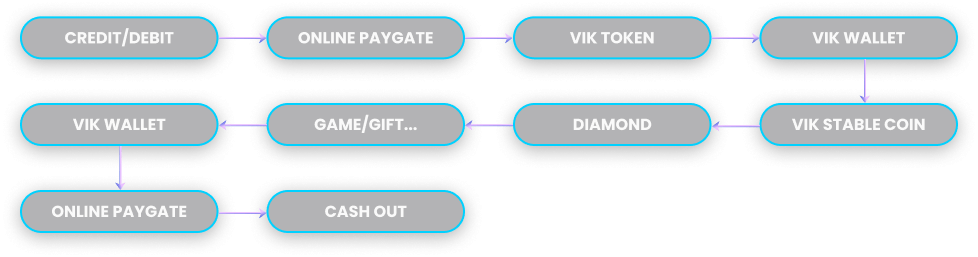 CREDIT/DEBIT
ONLINE PAYGATE
VIK TOKEN
VIK WALLET
VIK STABLE COIN
DIAMOND
GAME/GIFT...
VIK WALLET
ONLINE PAYGATE
CASH OUT